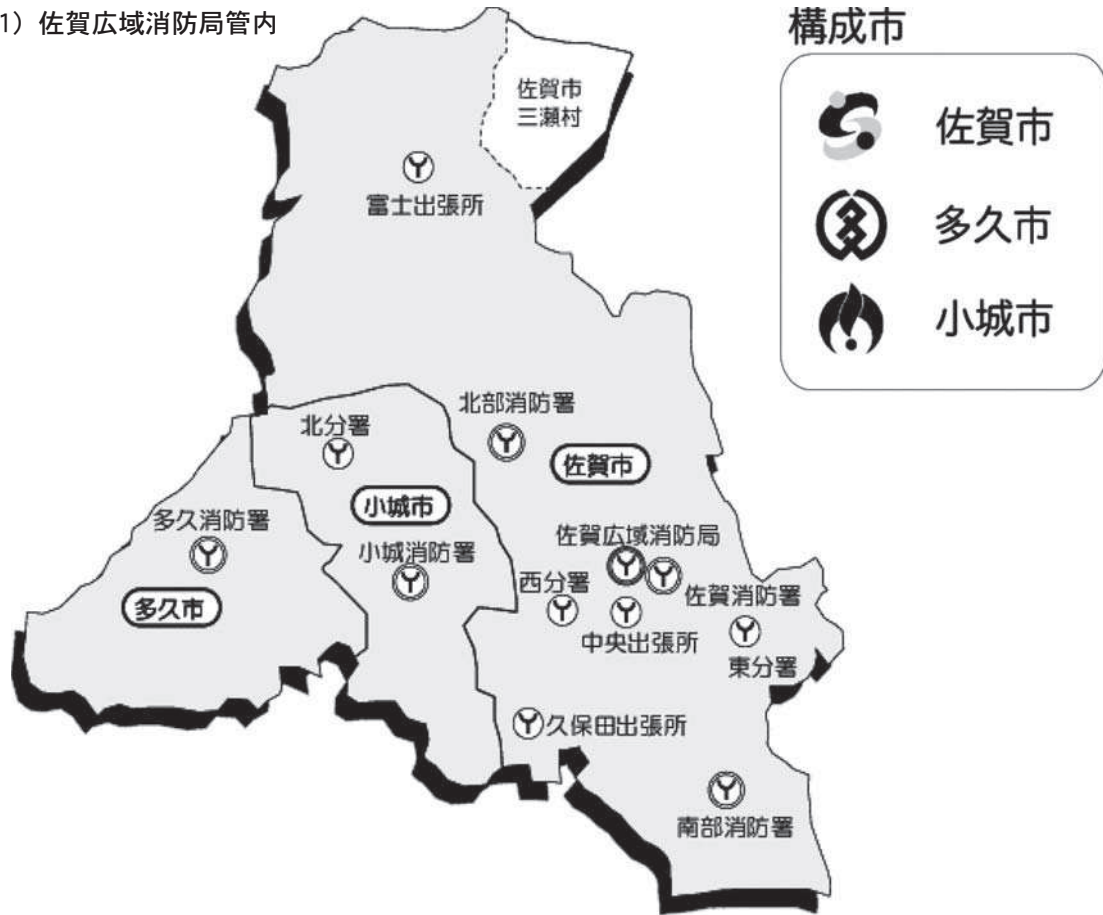 1）佐賀広域消防局管内
構成市
佐賀市
多久市
小城市
佐賀市
三瀬村
富士出張所
北部消防署
北分署
佐賀市
小城市
多久消防署
小城消防署
佐賀広域消防局
西分署
佐賀消防署
多久市
中央出張所
東分署
久保田出張所
南部消防署